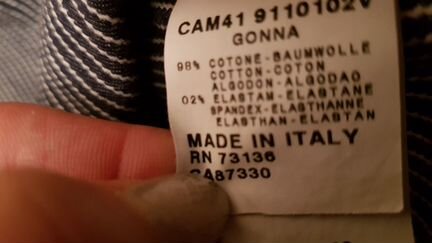 CAM41 9110102V
GONNA
98% COTONE-BAUMWOLLE
COTTON-COTON
ALGODON-ALGODAO
02% ELASTAN-ELASTANE
SPANDEX-ELASTHANNE
ELASTHAN-ELASTAN
MADE IN ITALY
RN 73136
CA87330